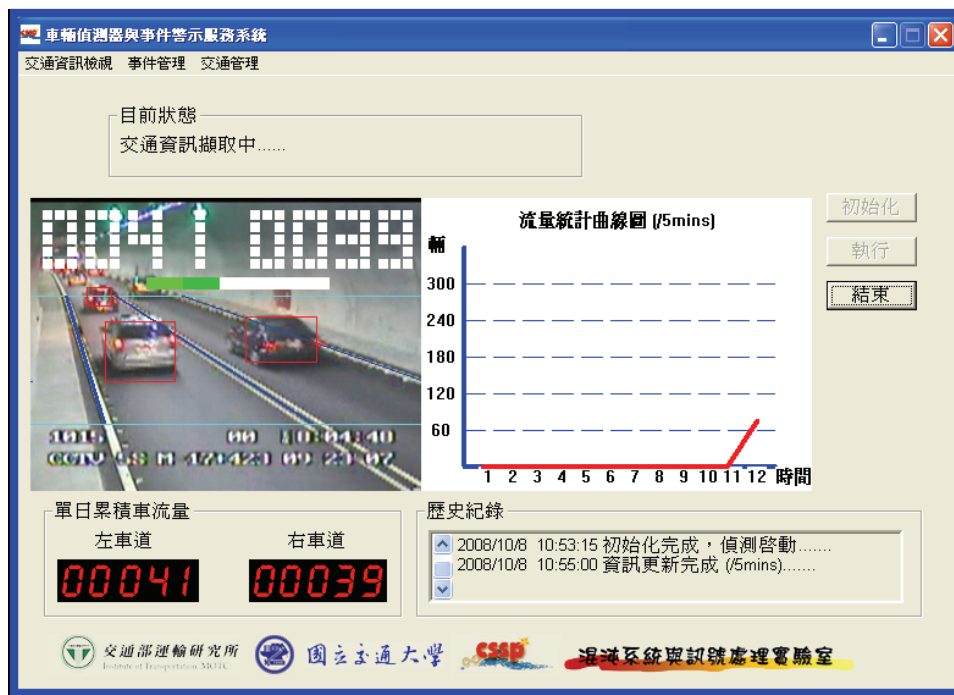 車輛偵測器與事件警示服務系統
交通資訊檢視 事件管理 交通管理
目前狀態
交通資訊擷取中......
0041 0039
流量統計曲線圖 (/5mins)
輛
300
240
180
120
60
1 2 3 4 5 6 7 8 9 10 11 12 時間
初始化
執行
結束
單日累積車流量
左車道 右車道
00041 00039
歷史紀錄
2008/10/8 10:53:15 初始化完成，偵測啓動.......
2008/10/8 10:55:00 資訊更新完成 (/5mins).......
交通部運輸研究所
Institute of Transportation, MOTC
國立交通大學
CSSP
混沌系統與訊號處理實驗室